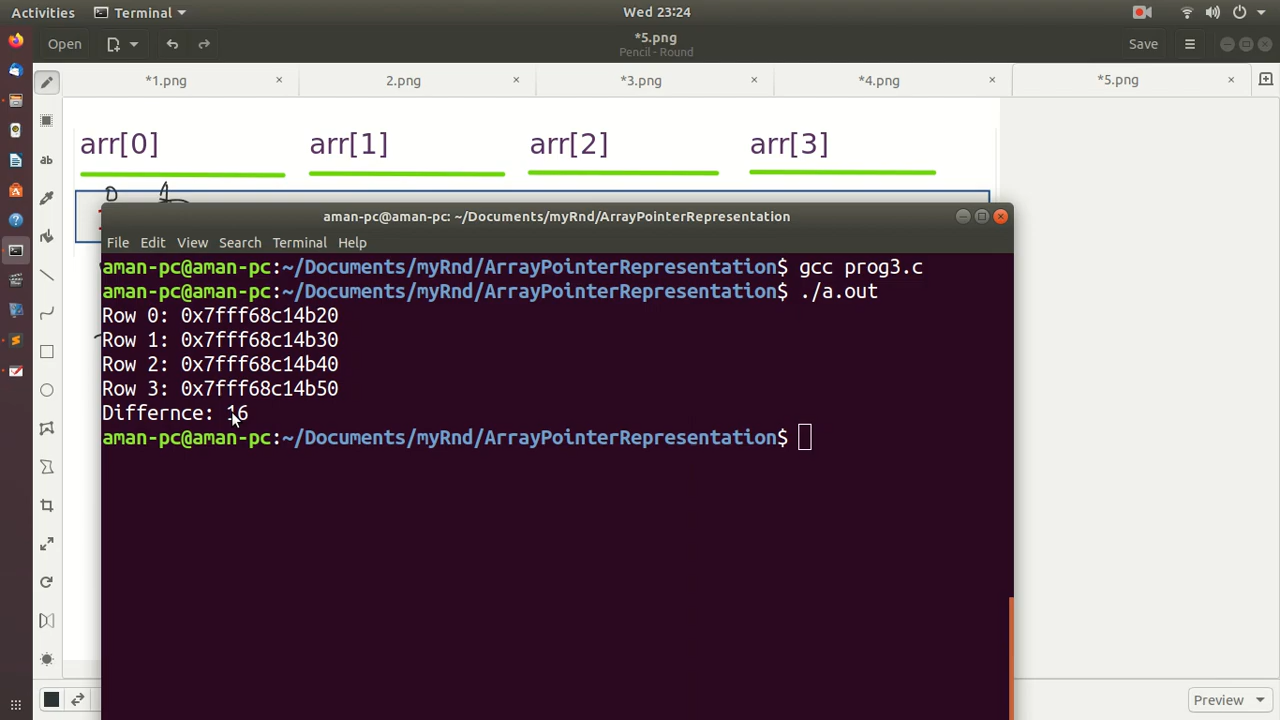 Activities Terminal Wed 23:24
Open *5.png Save
Pencil - Round
*1.png × 2.png × *3.png × *4.png × *5.png ×
arr[0] arr[1] arr[2] arr[3]
0 1
aman-pc@aman-pc: ~/Documents/myRnd/ArrayPointerRepresentation
File Edit View Search Terminal Help
aman-pc@aman-pc:~/Documents/myRnd/ArrayPointerRepresentation$ gcc prog3.c
aman-pc@aman-pc:~/Documents/myRnd/ArrayPointerRepresentation$ ./a.out
Row 0: 0x7fff68c14b20
Row 1: 0x7fff68c14b30
Row 2: 0x7fff68c14b40
Row 3: 0x7fff68c14b50
Differnce: 16
aman-pc@aman-pc:~/Documents/myRnd/ArrayPointerRepresentation$
Preview